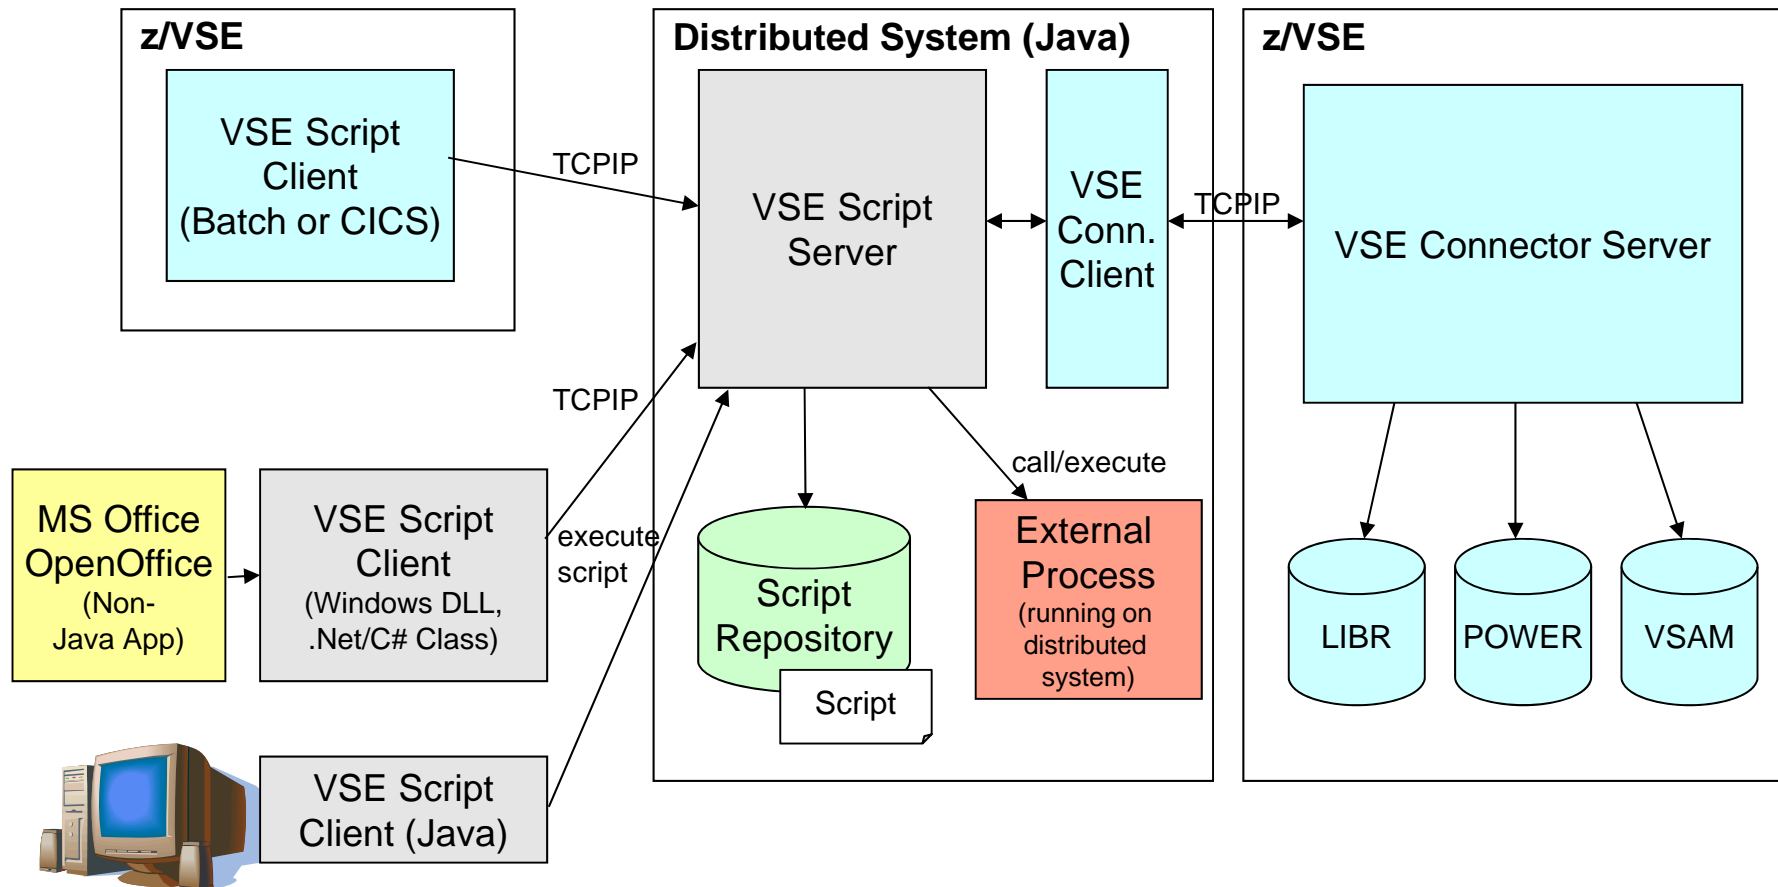 z/VSE
VSE Script
Client
(Batch or CICS)
TCPIP
Distributed System (Java)
VSE Script
Server
VSE
Conn.
Client
TCPIP
z/VSE
VSE Connector Server
LIBR
POWER
VSAM
TCPIP
MS Office
OpenOffice
(Non-
Java App)
VSE Script
Client
(Windows DLL,
.Net/C# Class)
execute
script
call/execute
Script
Repository
Script
External
Process
(running on
distributed
system)
VSE Script
Client (Java)